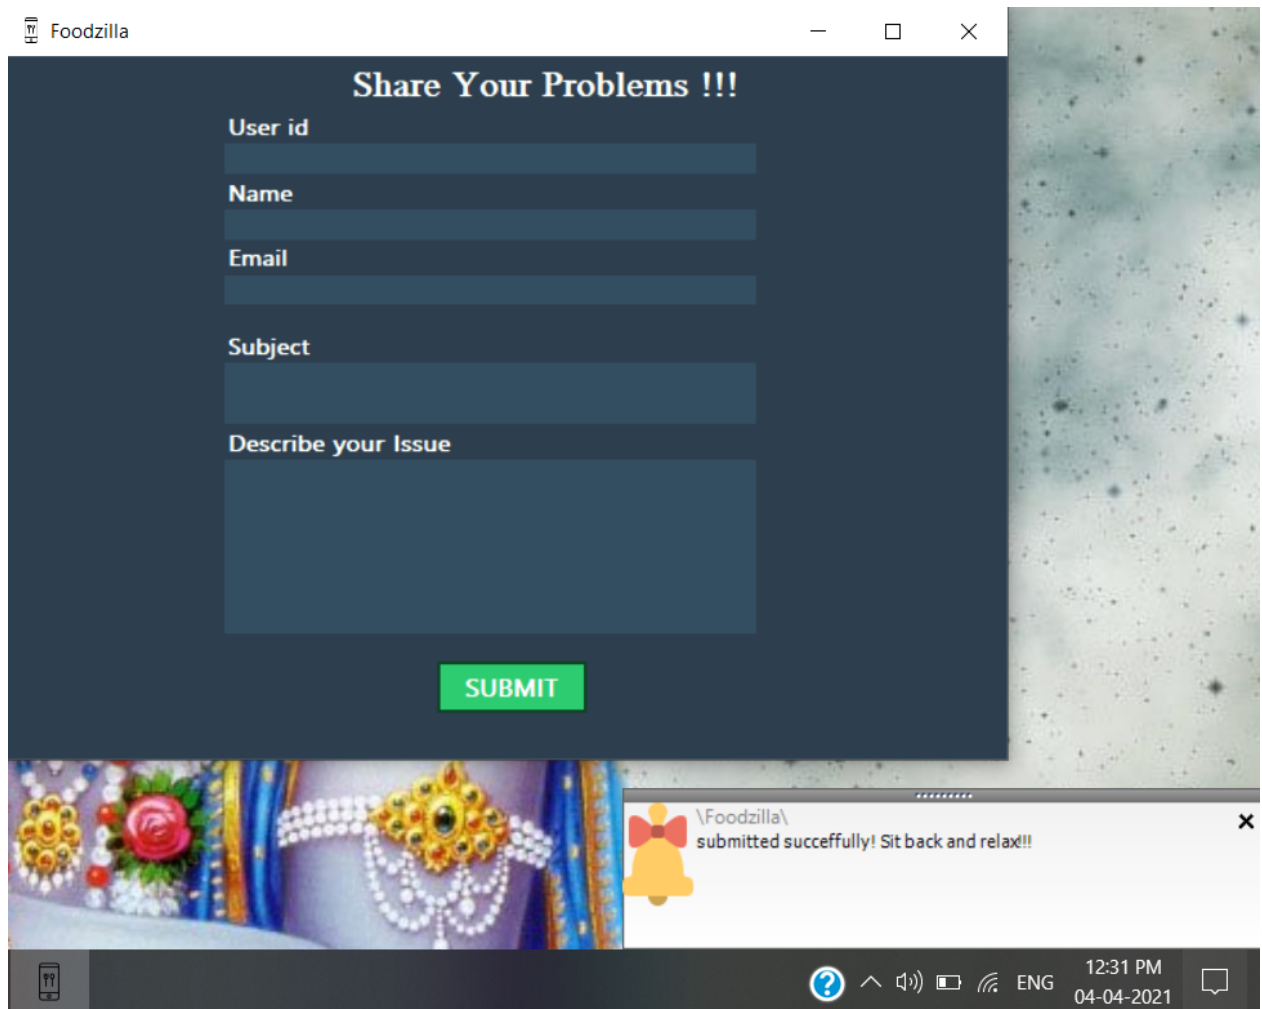 Foodzilla
Share Your Problems !!!
User id
Name
Email
Subject
Describe your Issue
SUBMIT
\Foodzilla\
submitted succeffully! Sit back and relax!!!
?
ENG
12:31 PM
04-04-2021